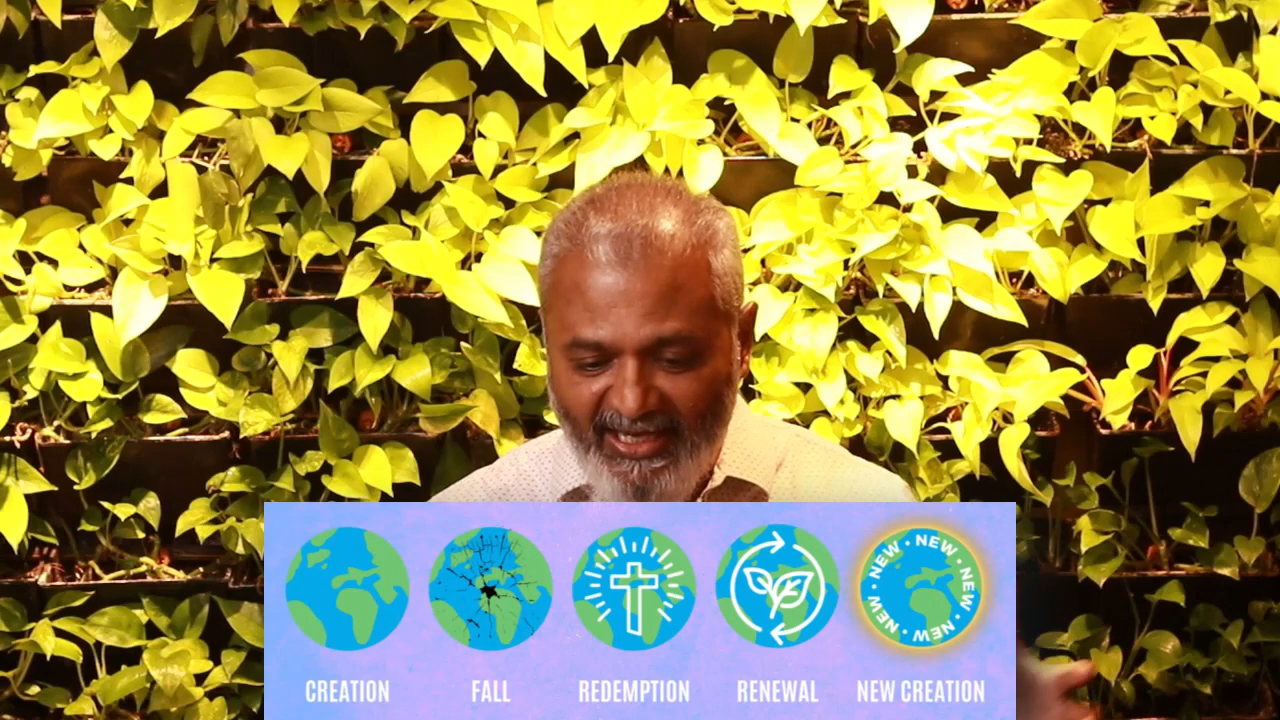 NEW • NEW • NEW • NEW • NEW •
CREATION
FALL
REDEMPTION
RENEWAL
NEW CREATION